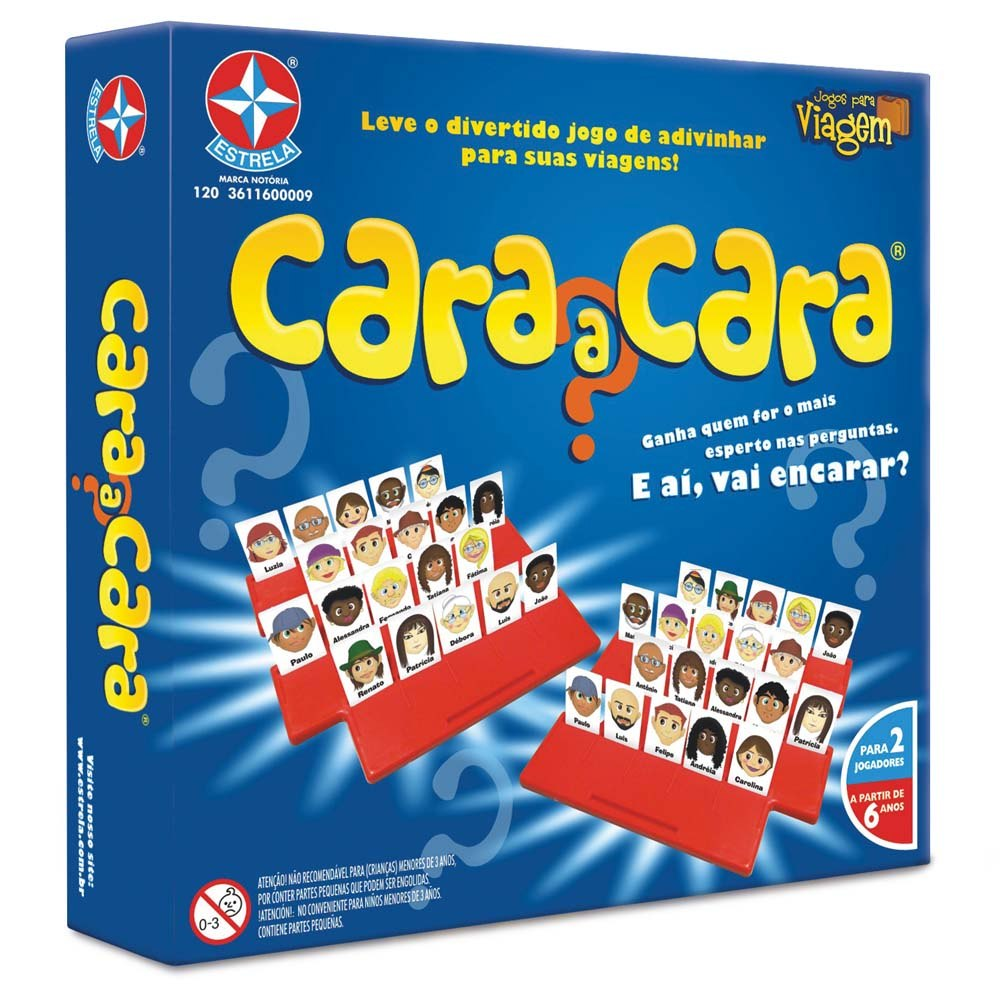 ESTRELA
®
Cara a Cara
®
Visite nosso site:
www.estrela.com.br
®
ESTRELA
MARCA NOTÓRIA
120 3611600009
Leve o divertido jogo de adivinhar
para suas viagens!
Jogos para
Viagem
Cara a Cara
®
Ganha quem for o mais
esperto nas perguntas.
E aí, vai encarar?
Luzia
Paulo
Alessandra
Fernando
Tatiana
Fátima
Renato
Patrícia
Débora
Luis
João
João
Antônio
Tatiana
Alessandra
Patrícia
Paulo
Luis
Felipe
Andréia
Carolina
PARA 2
JOGADORES
A PARTIR DE
6 ANOS
0-3
ATENÇÃO! NÃO RECOMENDÁVEL PARA (CRIANÇAS) MENORES DE 3 ANOS,
POR CONTER PARTES PEQUENAS QUE PODEM SER ENGOLIDAS.
!ATENCIÓN!. NO CONVENIENTE PARA NIÑOS MENORES DE 3 AÑOS.
CONTIENE PARTES PEQUEÑAS.